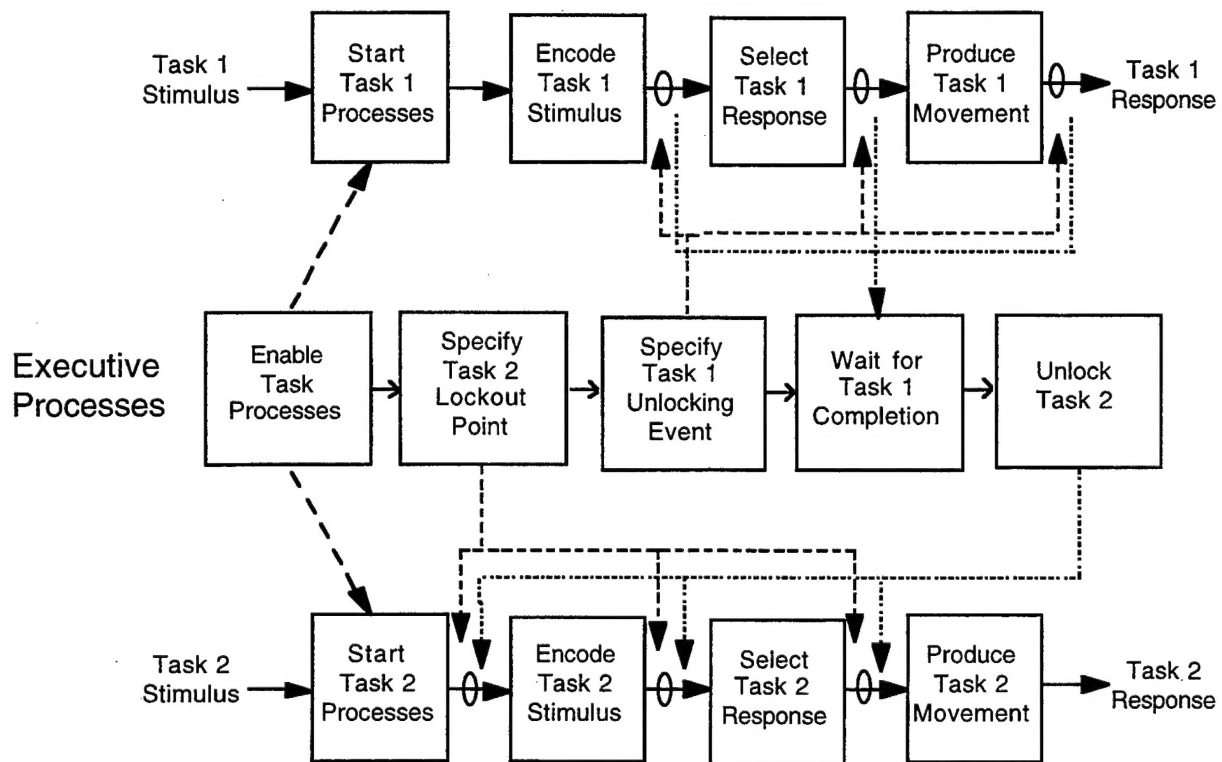 Task 1
Stimulus
Start
Task 1
Processes
Encode
Task 1
Stimulus
Select
Task 1
Response
Produce
Task 1
Movement
Task 1
Response
Executive
Processes
Enable
Task
Processes
Specify
Task 2
Lockout
Point
Specify
Task 1
Unlocking
Event
Wait for
Task 1
Completion
Unlock
Task 2
Task 2
Stimulus
Start
Task 2
Processes
Encode
Task 2
Stimulus
Select
Task 2
Response
Produce
Task 2
Movement
Task 2
Response